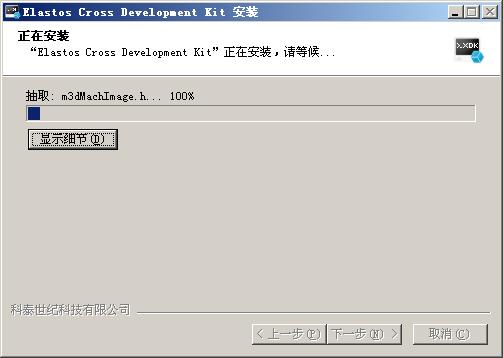 Elastos Cross Development Kit 安装
正在安装
“Elastos Cross Development Kit”正在安装，请等候...
XDK
抽取: m3dMachImage.h... 100%
显示细节(D)
科泰世纪科技有限公司
< 上一步(P) 下一步(N) > 取消(C)